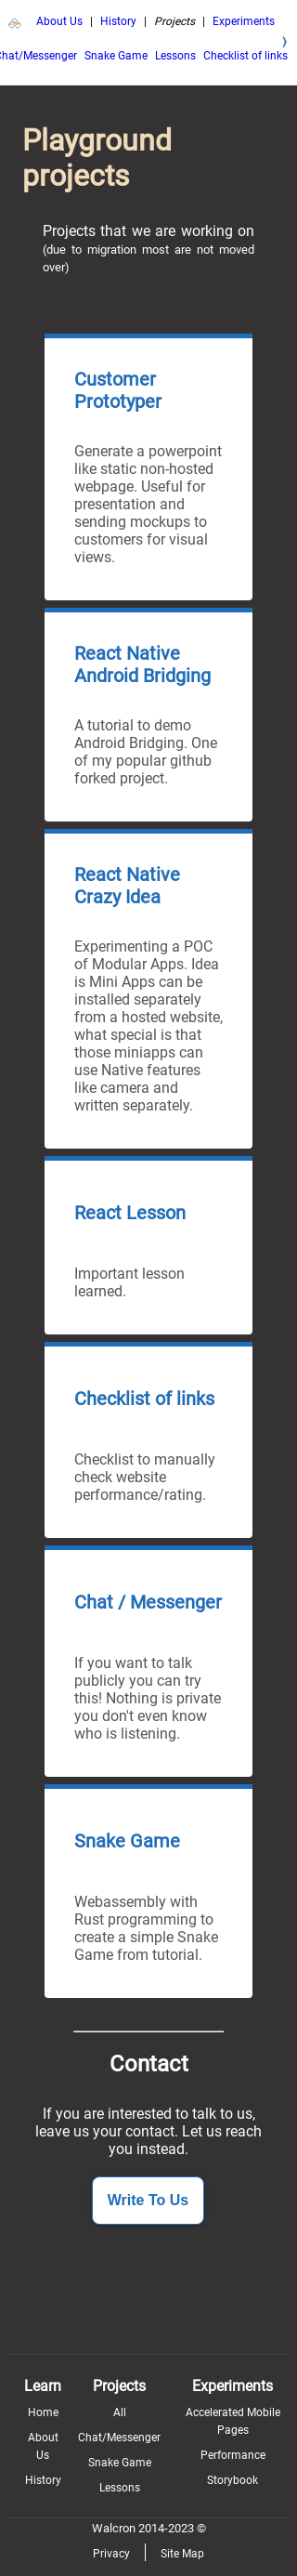 About Us | History | Projects | Experiments
Chat/Messenger Snake Game Lessons Checklist of links
Playground
projects
Projects that we are working on
(due to migration most are not moved
over)
Customer
Prototyper
Generate a powerpoint
like static non-hosted
webpage. Useful for
presentation and
sending mockups to
customers for visual
views.
React Native
Android Bridging
A tutorial to demo
Android Bridging. One
of my popular github
forked project.
React Native
Crazy Idea
Experimenting a POC
of Modular Apps. Idea
is Mini Apps can be
installed separately
from a hosted website,
what special is that
those miniapps can
use Native features
like camera and
written separately.
React Lesson
Important lesson
learned.
Checklist of links
Checklist to manually
check website
performance/rating.
Chat / Messenger
If you want to talk
publicly you can try
this! Nothing is private
you don't even know
who is listening.
Snake Game
Webassembly with
Rust programming to
create a simple Snake
Game from tutorial.
Contact
If you are interested to talk to us,
leave us your contact. Let us reach
you instead.
Write To Us
Learn
Home
About
Us
History
Projects
All
Chat/Messenger
Snake Game
Lessons
Experiments
Accelerated Mobile
Pages
Performance
Storybook
Walcron 2014-2023 ©
Privacy | Site Map